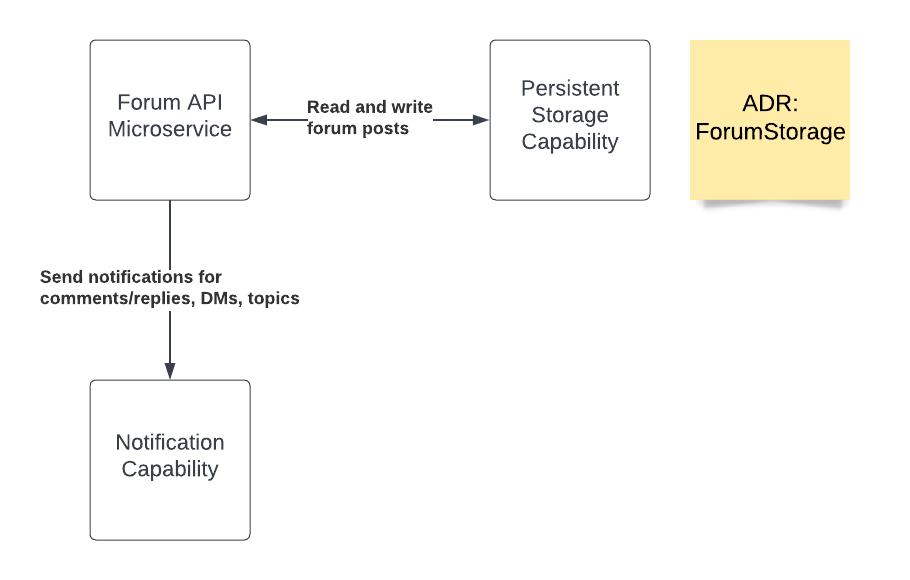 Forum API
Microservice
Read and write
forum posts
Persistent
Storage
Capability
ADR:
ForumStorage
Send notifications for
comments/replies, DMs, topics
Notification
Capability